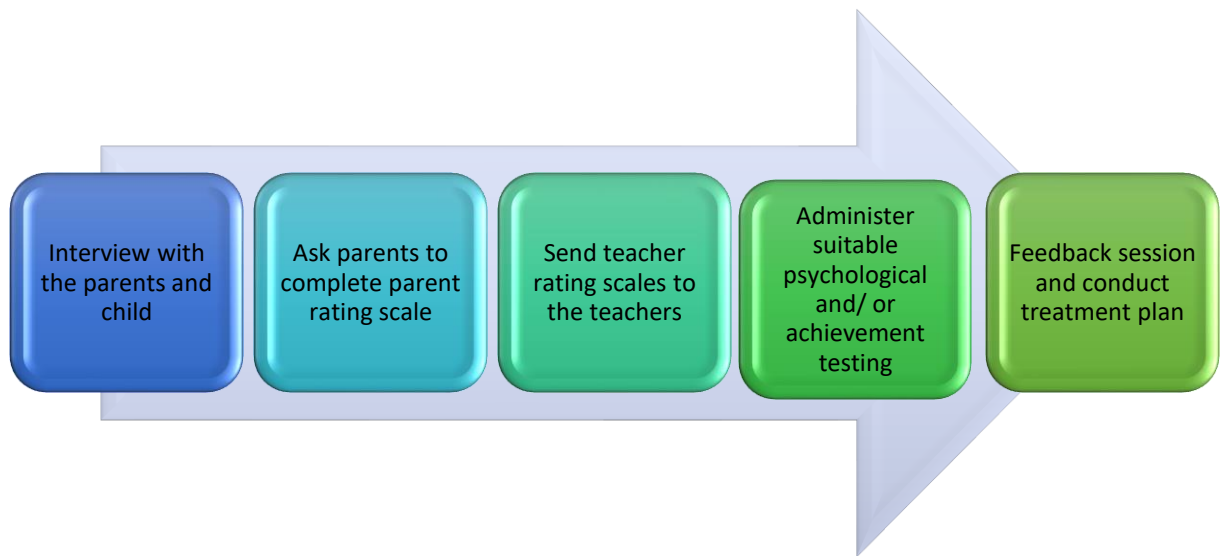 Interview with
the parents and
child
Ask parents to
complete parent
rating scale
Send teacher
rating scales to
the teachers
Administer
suitable
psychological
and/ or
achievement
testing
Feedback session
and conduct
treatment plan